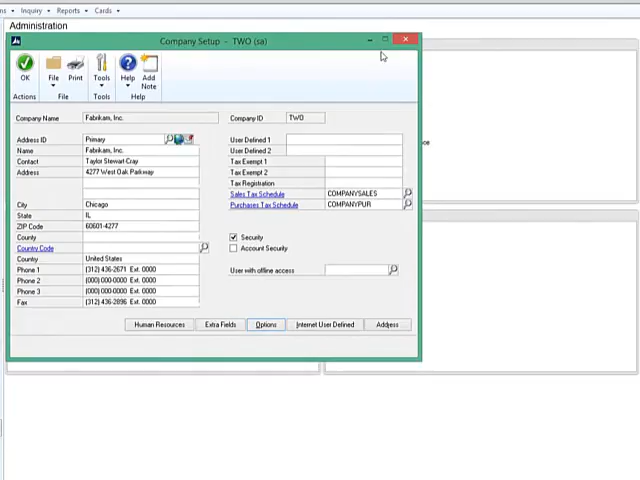 Inquiry Reports Cards
Administration
Company Setup - TWO (sa)
OK File Print Tools Help Add Note
Actions File Tools Help
Company Name Fabrikam, Inc. Company ID TWO
Address ID Primary User Defined 1
Name Fabrikam, Inc. User Defined 2
Contact Taylor Stewart-Cray Tax Exempt 1
Address 4277 West Oak Parkway Tax Exempt 2
Tax Registration
Sales Tax Schedule COMPANYSALES
City Chicago Purchases Tax Schedule COMPANYPUR
State IL
ZIP Code 60601-4277
County Security
Country Code Account Security
Country United States
Phone 1 (312) 436-2671 Ext. 0000 User with offline access
Phone 2 (000) 000-0000 Ext. 0000
Phone 3 (000) 000-0000 Ext. 0000
Fax (312) 436-2896 Ext. 0000
Human Resources Extra Fields Options Internet User Defined Address